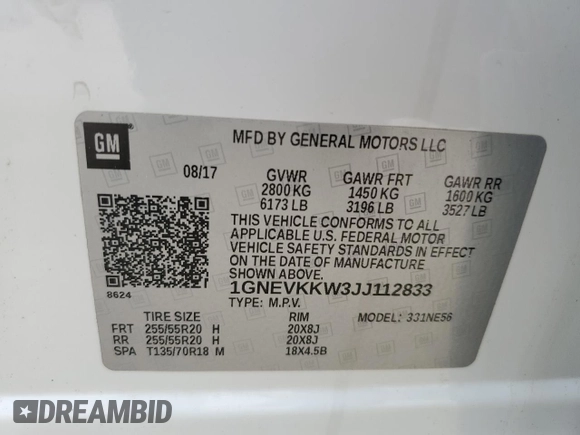 GM
MFD BY GENERAL MOTORS LLC
08/17
GVWR GAWR FRT GAWR RR
2800 KG 1450 KG 1600 KG
6173 LB 3196 LB 3527 LB
THIS VEHICLE CONFORMS TO ALL
APPLICABLE U.S. FEDERAL MOTOR
VEHICLE SAFETY STANDARDS IN EFFECT
ON THE DATE OF MANUFACTURE
SHOWN ABOVE.
8624
1GNEVKKW3JJ112833
TYPE: M.P.V.
TIRE SIZE RIM MODEL: 331NE56
FRT 255/55R20 H 20X8J
RR 255/55R20 H 20X8J
SPA T135/70R18 M 18X4.5B
DREAMBID